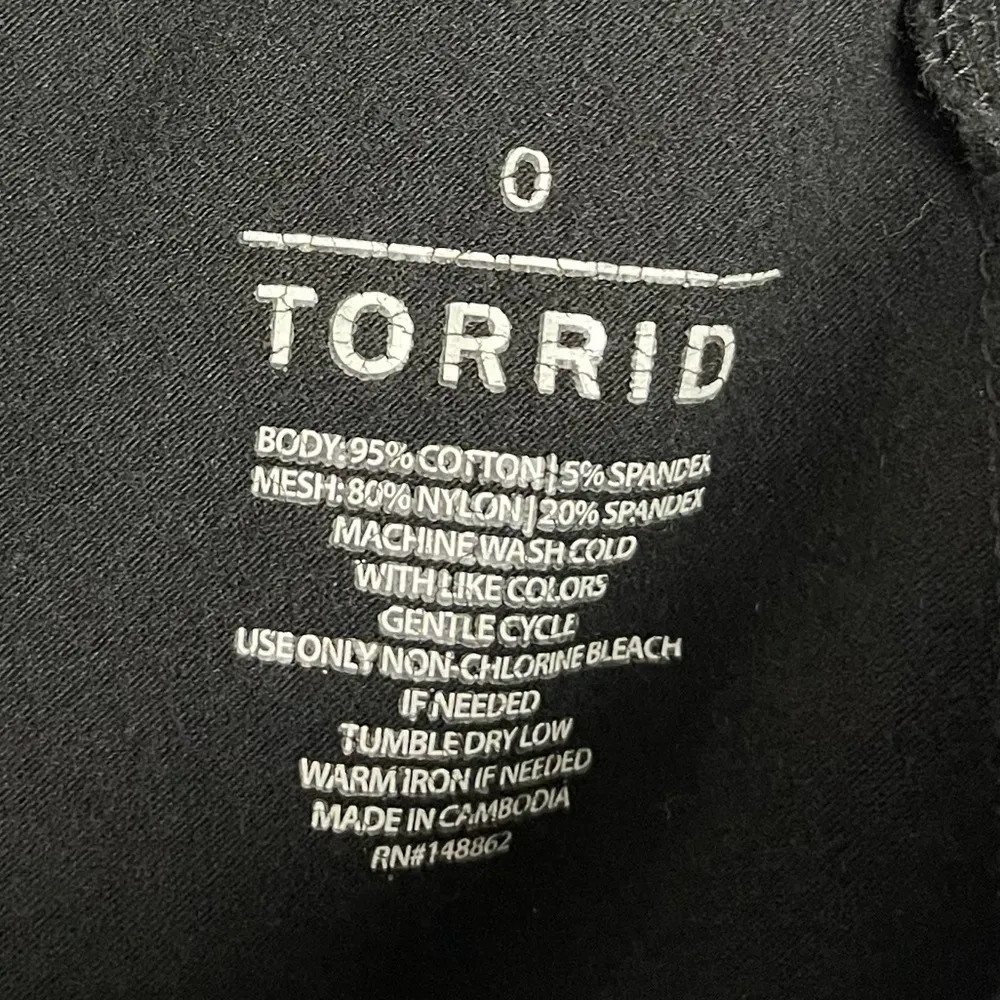 0
TORRID
BODY: 95% COTTON | 5% SPANDEX
MESH: 80% NYLON | 20% SPANDEX
MACHINE WASH COLD
WITH LIKE COLORS
GENTLE CYCLE
USE ONLY NON-CHLORINE BLEACH
IF NEEDED
TUMBLE DRY LOW
WARM IRON IF NEEDED
MADE IN CAMBODIA
RN#148862